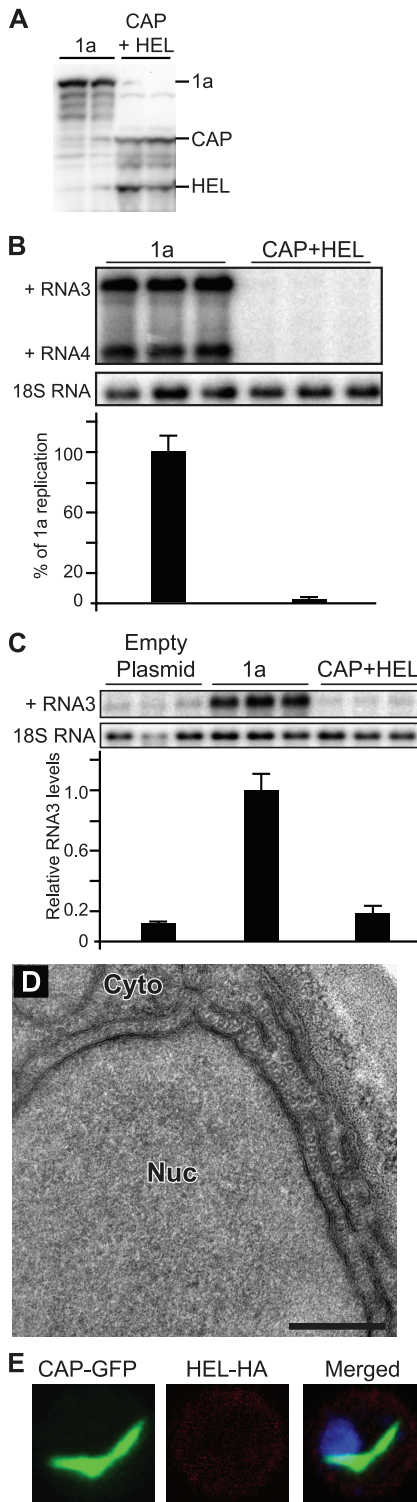 A
1a
CAP
+ HEL
1a
CAP
HEL
B
1a
CAP+HEL
+ RNA3
+ RNA4
18S RNA
% of 1a replication
100
60
20
0
C
Empty
Plasmid
1a
CAP+HEL
+ RNA3
18S RNA
Relative RNA3 levels
1.0
0.6
0.2
0
D
Cyto
Nuc
E
CAP-GFP
HEL-HA
Merged